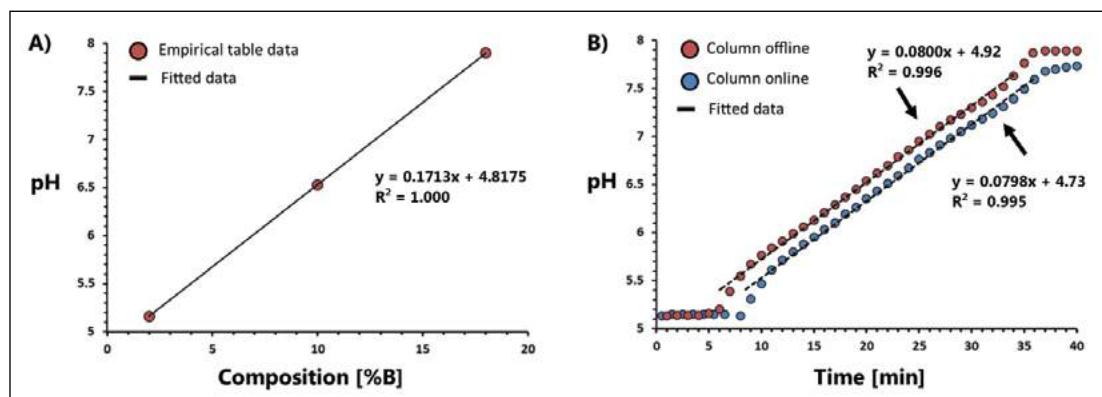 A)
8
7.5
7
6.5
6
5.5
5
pH
0
5
10
15
20
Composition [%B]
Empirical table data
Fitted data
y = 0.1713x + 4.8175
R² = 1.000
B)
8
7.5
7
6.5
6
5.5
5
pH
0
5
10
15
20
25
30
35
40
Time [min]
Column offline
Column online
Fitted data
y = 0.0800x + 4.92
R² = 0.996
y = 0.0798x + 4.73
R² = 0.995